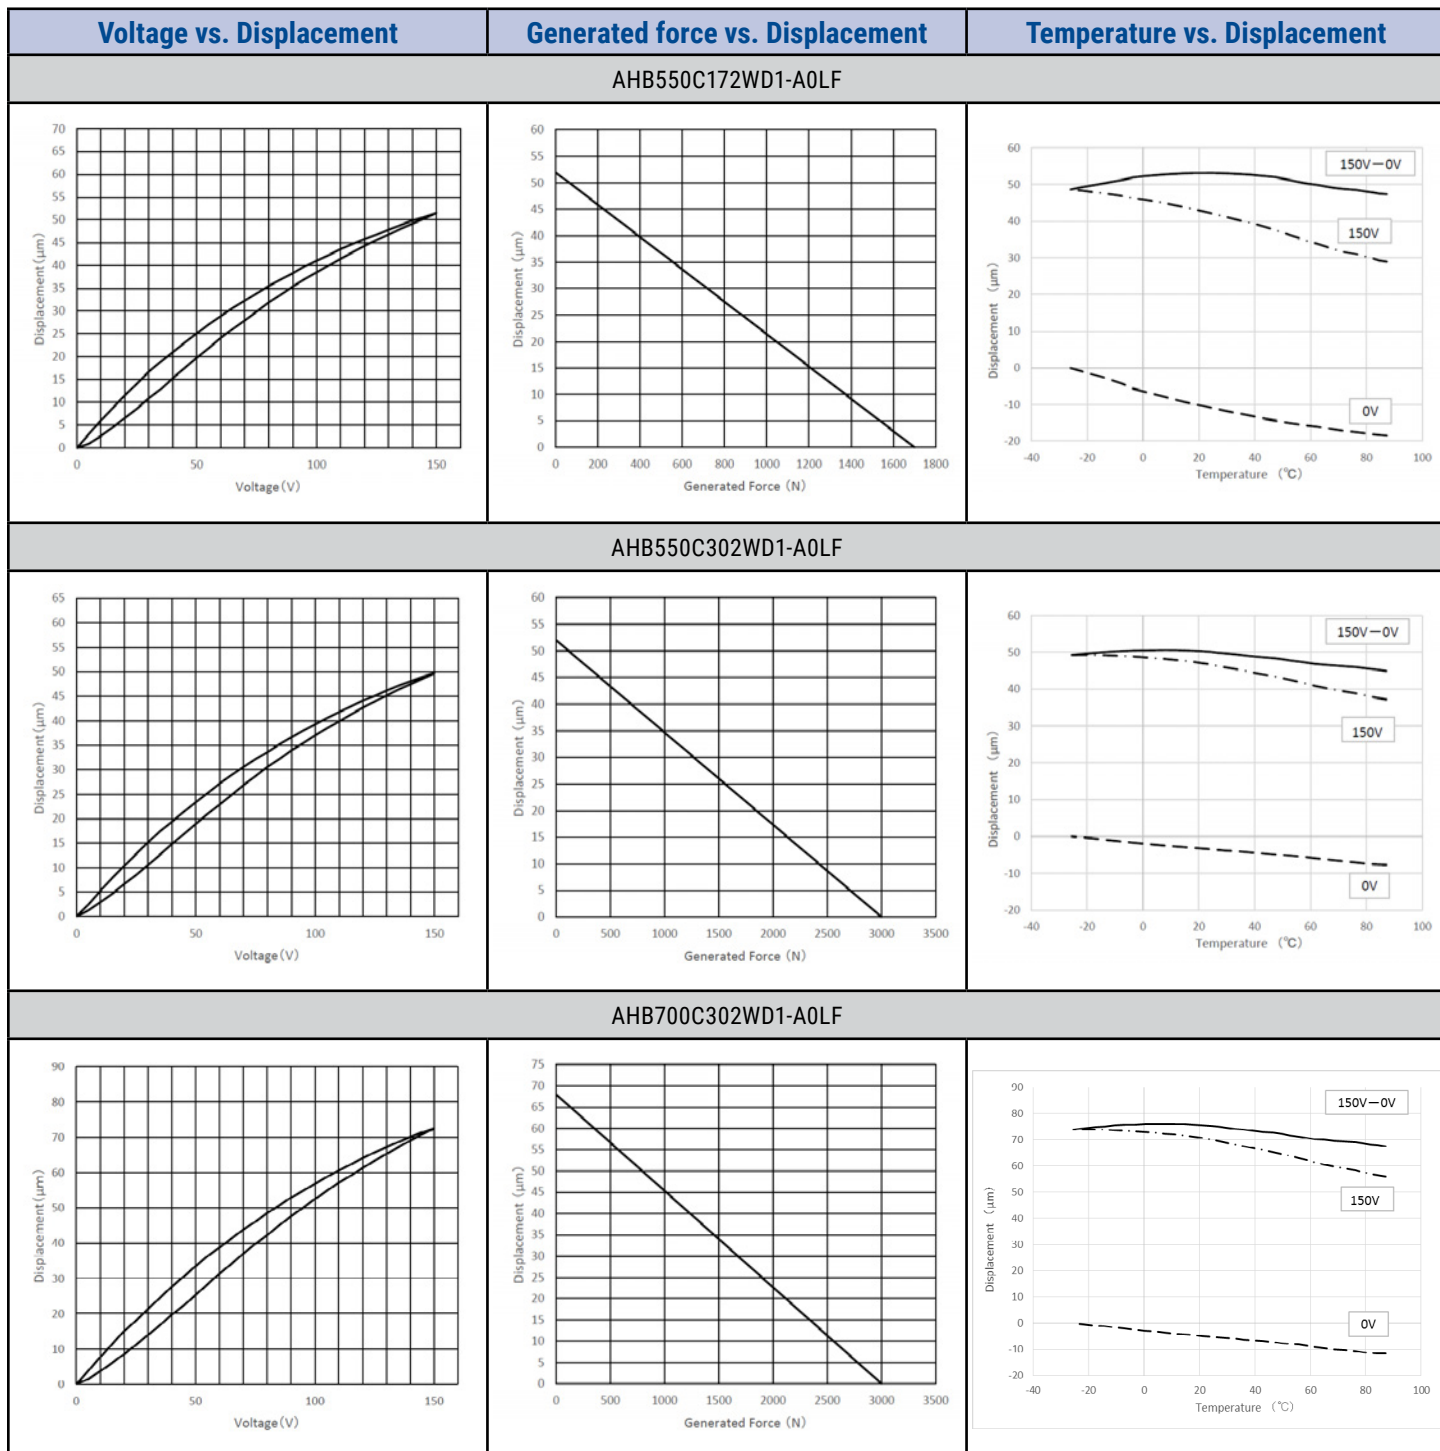 Voltage vs. Displacement
Generated force vs. Displacement
Temperature vs. Displacement
AHB550C172WD1-A0LF
70
65
60
55
50
45
40
35
30
25
20
15
10
5
0
Displacement(μm)
0 50 100 150
Voltage(V)
60
55
50
45
40
35
30
25
20
15
10
5
0
Displacement (μm)
0 200 400 600 800 1000 1200 1400 1600 1800
Generated Force (N)
60
50
40
30
20
10
0
-10
-20
Displacement (μm)
150V－0V
150V
0V
-40 -20 0 20 40 60 80 100
Temperature (℃)
AHB550C302WD1-A0LF
65
60
55
50
45
40
35
30
25
20
15
10
5
0
Displacement(μm)
0 50 100 150
Voltage(V)
60
55
50
45
40
35
30
25
20
15
10
5
0
Displacement (μm)
0 500 1000 1500 2000 2500 3000 3500
Generated Force (N)
60
50
40
30
20
10
0
-10
-20
Displacement (μm)
150V－0V
150V
0V
-40 -20 0 20 40 60 80 100
Temperature (℃)
AHB700C302WD1-A0LF
90
80
70
60
50
40
30
20
10
0
Displacement(μm)
0 50 100 150
Voltage(V)
75
70
65
60
55
50
45
40
35
30
25
20
15
10
5
0
Displacement (μm)
0 500 1000 1500 2000 2500 3000 3500
Generated Force (N)
90
80
70
60
50
40
30
20
10
0
-10
-20
Displacement (μm)
150V－0V
150V
0V
-40 -20 0 20 40 60 80 100
Temperature (℃)